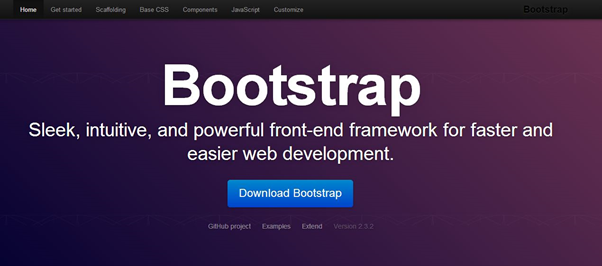 Home Get started Scaffolding Base CSS Components JavaScript Customize Bootstrap
Bootstrap
Sleek, intuitive, and powerful front-end framework for faster and
easier web development.
Download Bootstrap
GitHub project Examples Extend Version 2.3.2